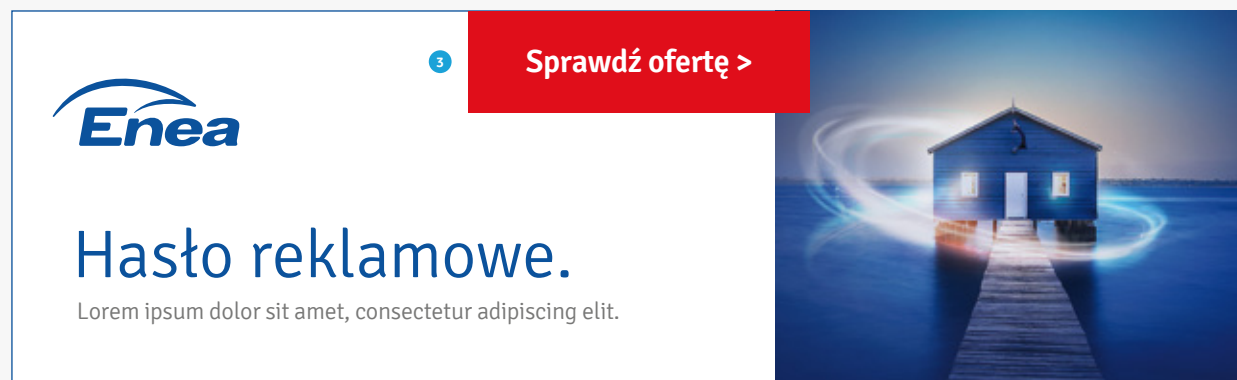 3
Sprawdź ofertę >
Enea
Hasło reklamowe.
Lorem ipsum dolor sit amet, consectetur adipiscing elit.